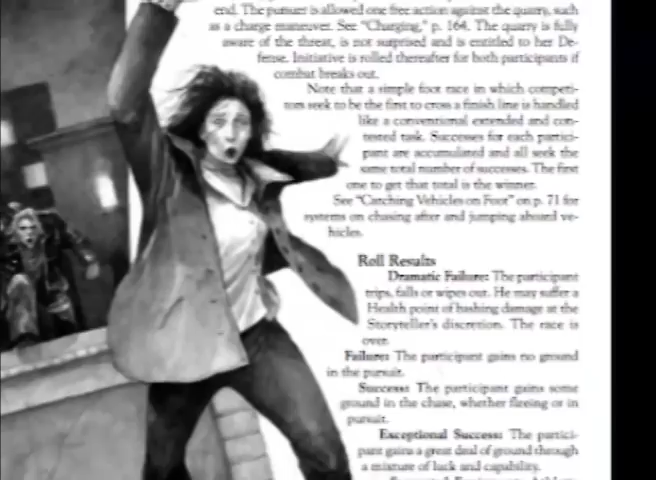 end. The pursuer is allowed one free action against the quarry, such
as a charge maneuver. See "Charging," p. 164. The quarry is fully
aware of the threat, is not surprised and is entitled to her De-
fense. Initiative is rolled thereafter for both participants if
combat breaks out.
Note that a simple foot race in which competi-
tors seek to be the first to cross a finish line is handled
like a conventional extended and con-
tested task. Successes for each partici-
pant are accumulated and all seek the
same total number of successes. The first
one to get that total is the winner.
See "Catching Vehicles on Foot" on p. 71 for
systems on chasing after and jumping aboard ve-
hicles.
Roll Results
Dramatic Failure: The participant
trips, falls or wipes out. He may suffer a
Health point of bashing damage at the
Storyteller's discretion. The race is
over.
Failure: The participant gains no ground
in the pursuit.
Success: The participant gains some
ground in the chase, whether fleeing or in
pursuit.
Exceptional Success: The partici-
pant gains a great deal of ground through
a mixture of luck and capability.